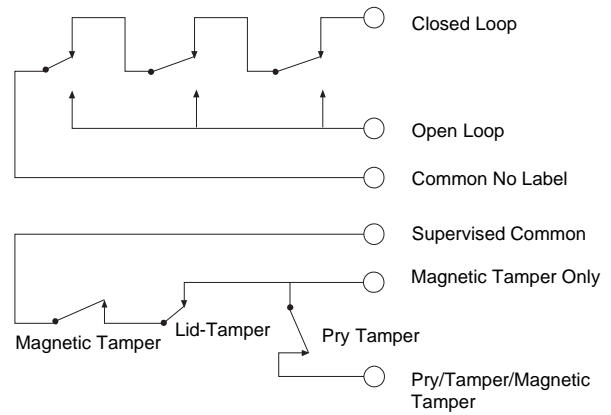 Closed Loop
Open Loop
Common No Label
Supervised Common
Magnetic Tamper Only
Magnetic Tamper
Lid-Tamper
Pry Tamper
Pry/Tamper/Magnetic
Tamper